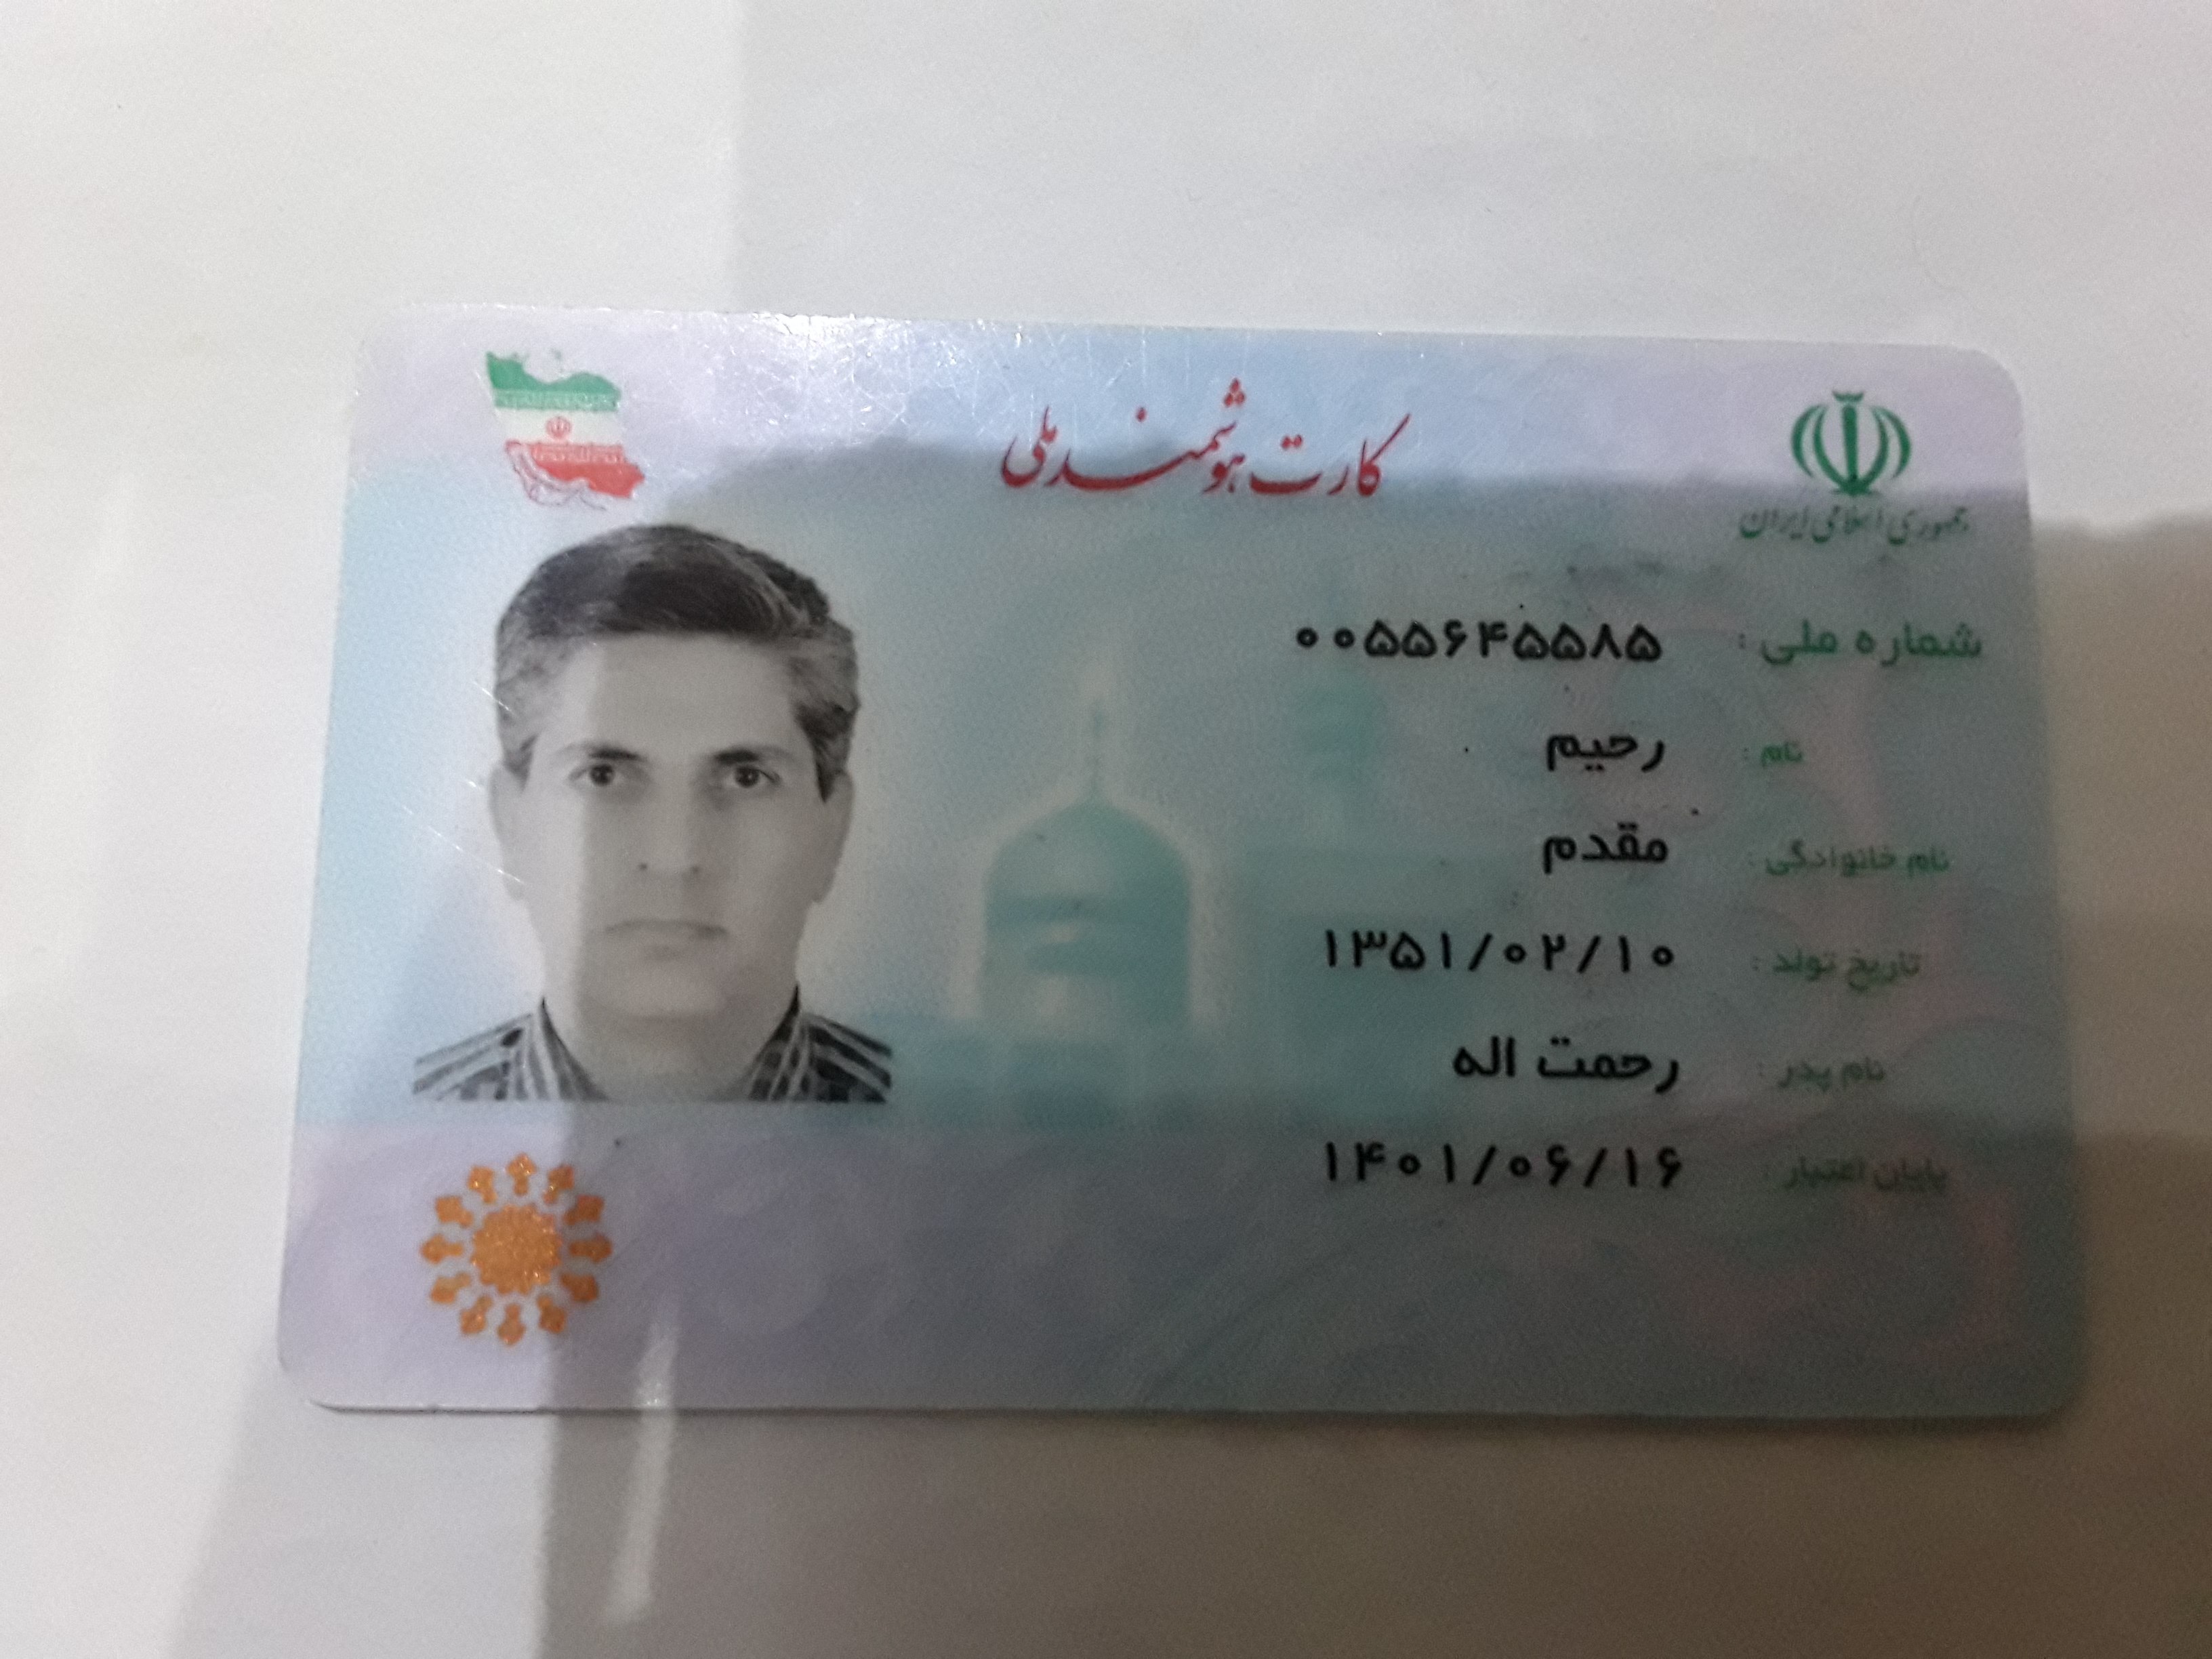 کارت هوشمند ملی
جمهوری اسلامی ایران
شماره ملی : ۰۰۵۵۶۴۵۵۸۵
نام : رحیم
نام خانوادگی : مقدم
تاریخ تولد : ۱۳۵۱/۰۲/۱۰
نام پدر : رحمت اله
پایان اعتبار : ۱۴۰۱/۰۶/۱۶